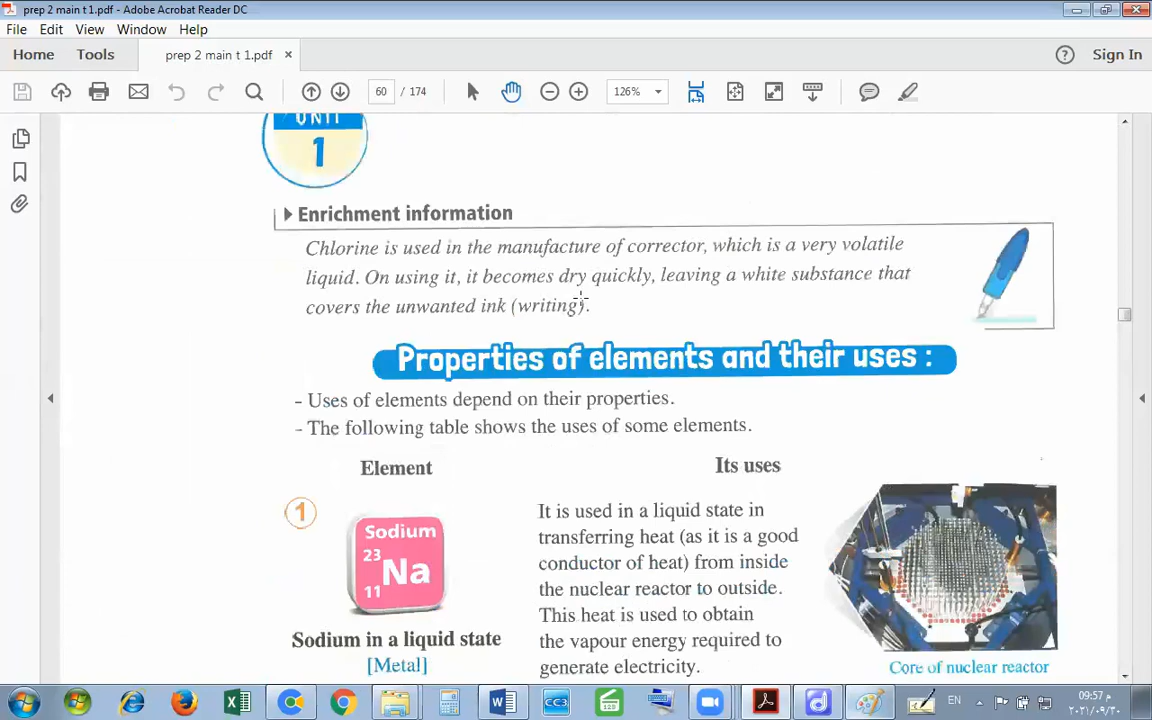 prep 2 main t 1.pdf - Adobe Acrobat Reader DC
File Edit View Window Help
Home Tools prep 2 main t 1.pdf × Sign In
60 / 174 126%
UNIT
1
Enrichment information
Chlorine is used in the manufacture of corrector, which is a very volatile
liquid. On using it, it becomes dry quickly, leaving a white substance that
covers the unwanted ink (writing).
Properties of elements and their uses :
- Uses of elements depend on their properties.
- The following table shows the uses of some elements.
Element Its uses
1
Sodium
23
Na
11
Sodium in a liquid state
[Metal]
It is used in a liquid state in
transferring heat (as it is a good
conductor of heat) from inside
the nuclear reactor to outside.
This heat is used to obtain
the vapour energy required to
generate electricity.
Core of nuclear reactor
CC3
123
EN
09:57 م
٢٠٢١/٠٩/٣٠